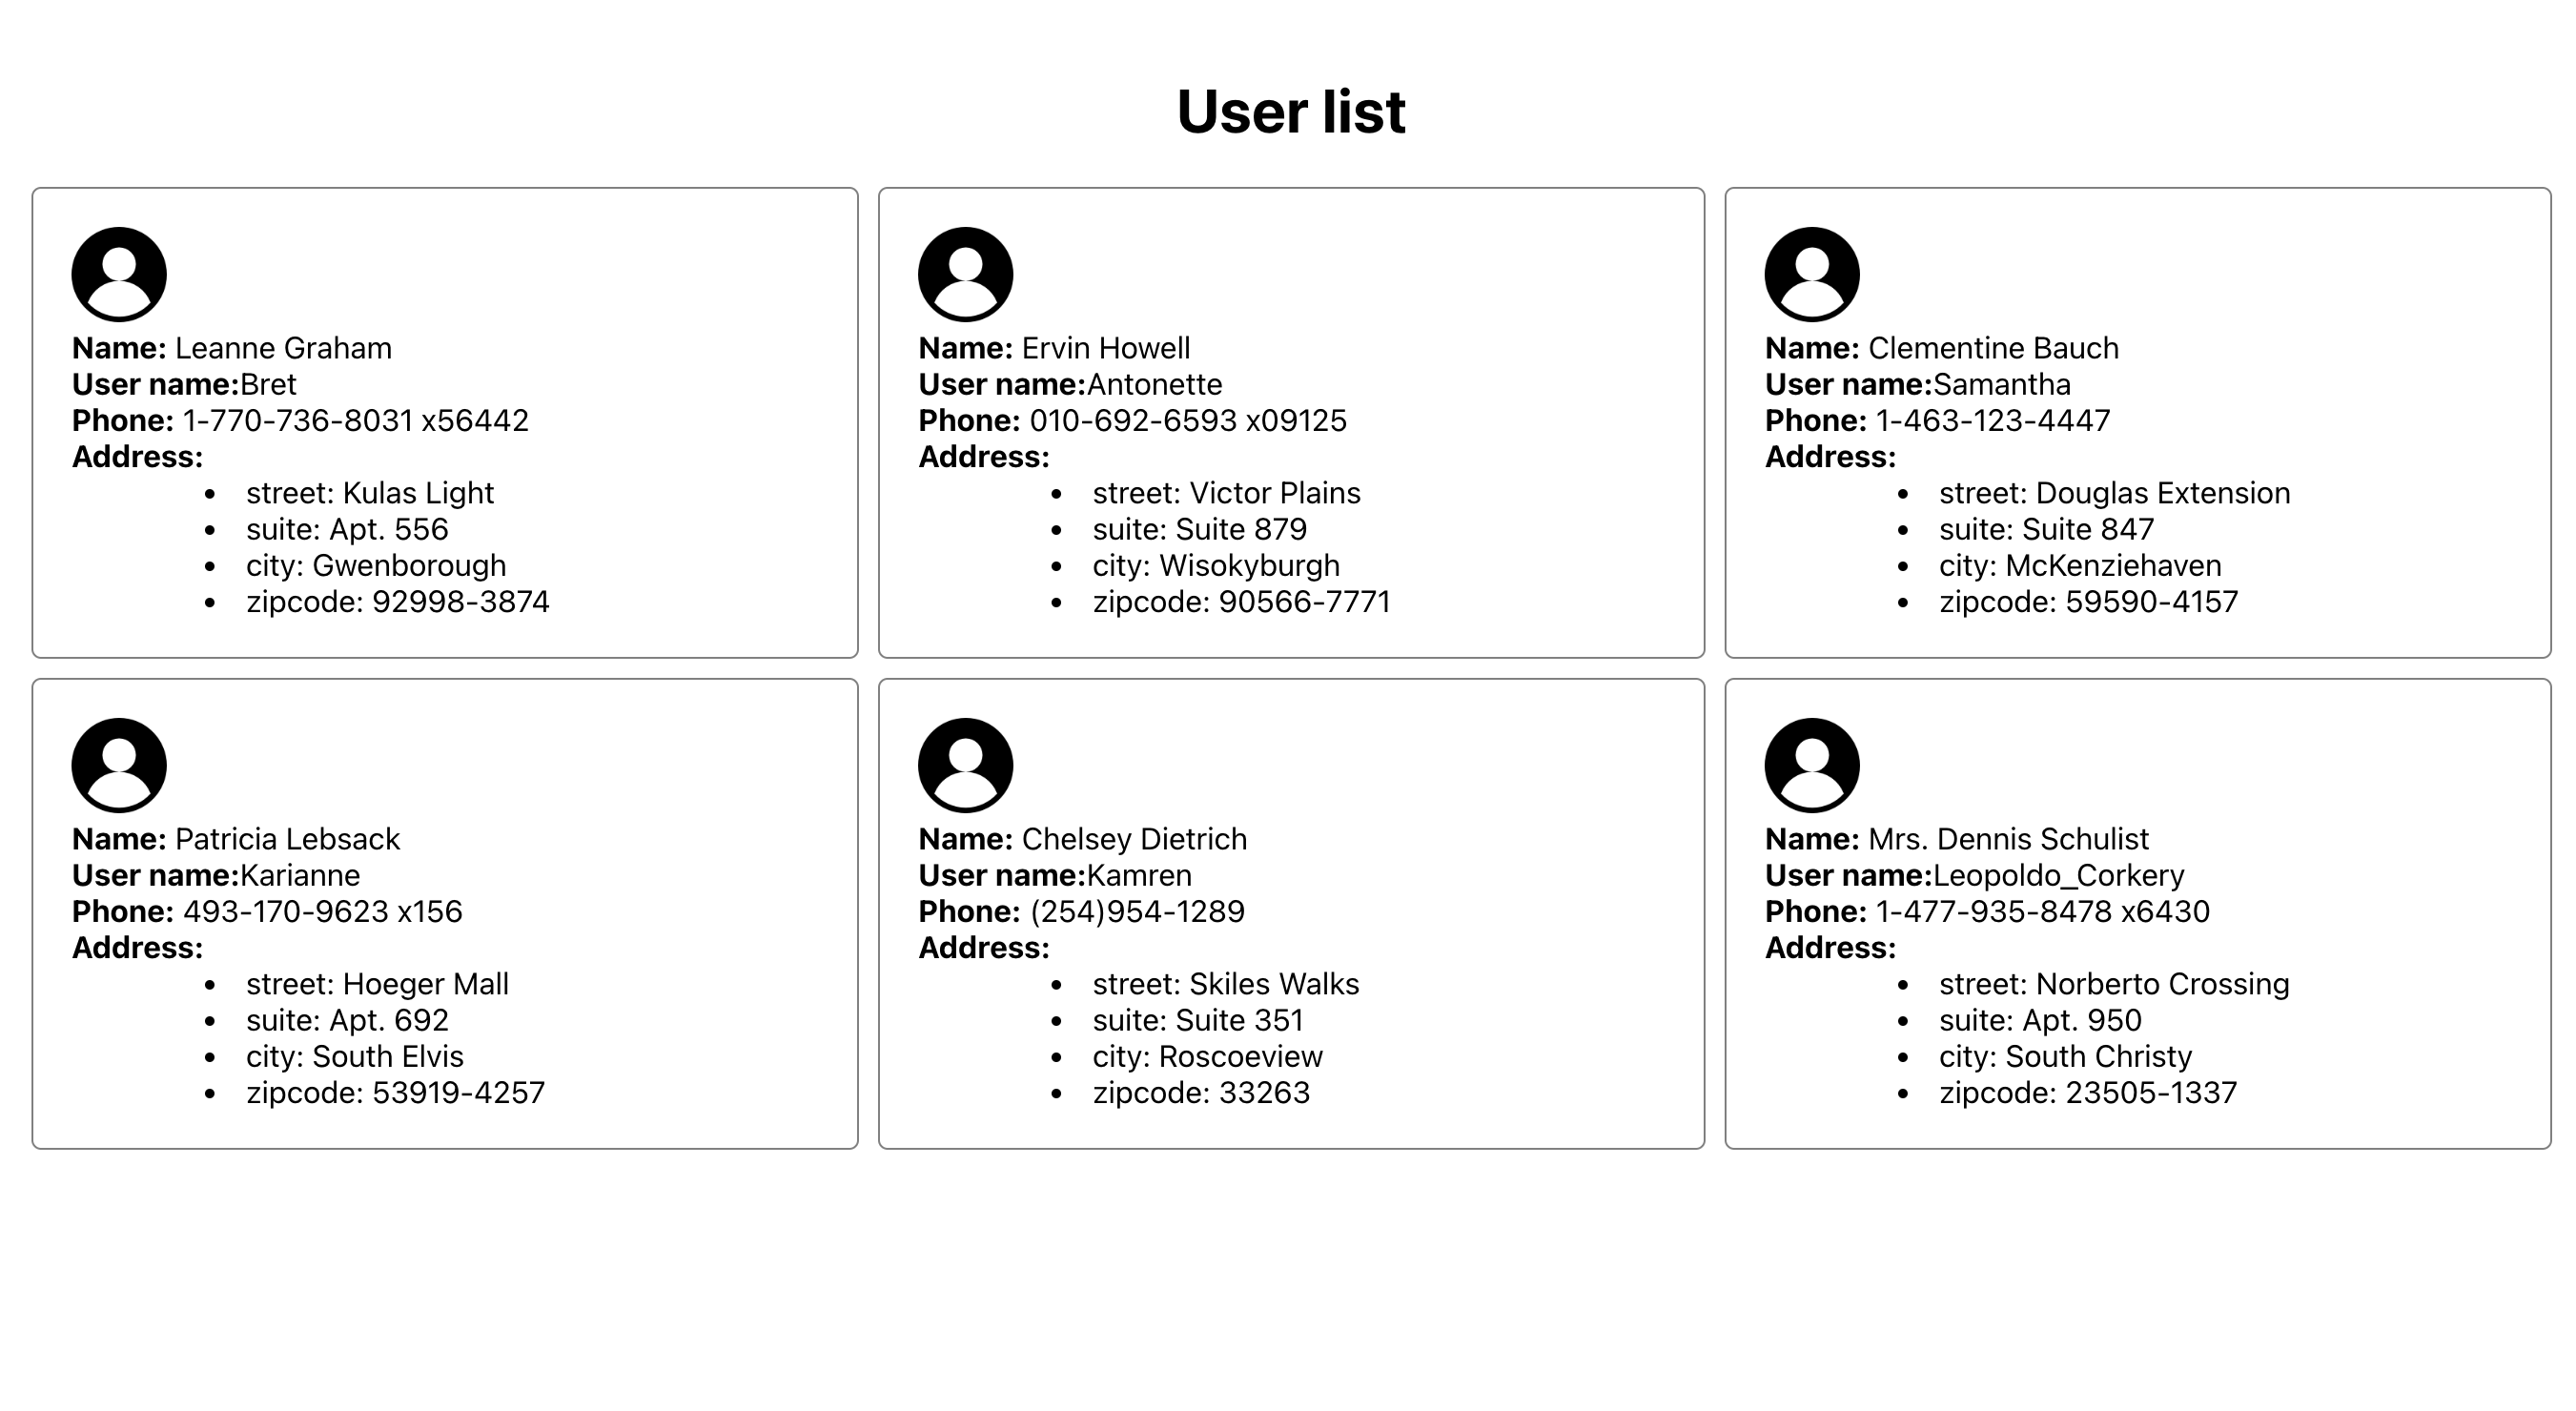 User list
Name: Leanne Graham
User name:Bret
Phone: 1-770-736-8031 x56442
Address:
• street: Kulas Light
• suite: Apt. 556
• city: Gwenborough
• zipcode: 92998-3874
Name: Ervin Howell
User name:Antonette
Phone: 010-692-6593 x09125
Address:
• street: Victor Plains
• suite: Suite 879
• city: Wisokyburgh
• zipcode: 90566-7771
Name: Clementine Bauch
User name:Samantha
Phone: 1-463-123-4447
Address:
• street: Douglas Extension
• suite: Suite 847
• city: McKenziehaven
• zipcode: 59590-4157
Name: Patricia Lebsack
User name:Karianne
Phone: 493-170-9623 x156
Address:
• street: Hoeger Mall
• suite: Apt. 692
• city: South Elvis
• zipcode: 53919-4257
Name: Chelsey Dietrich
User name:Kamren
Phone: (254)954-1289
Address:
• street: Skiles Walks
• suite: Suite 351
• city: Roscoeview
• zipcode: 33263
Name: Mrs. Dennis Schulist
User name:Leopoldo_Corkery
Phone: 1-477-935-8478 x6430
Address:
• street: Norberto Crossing
• suite: Apt. 950
• city: South Christy
• zipcode: 23505-1337